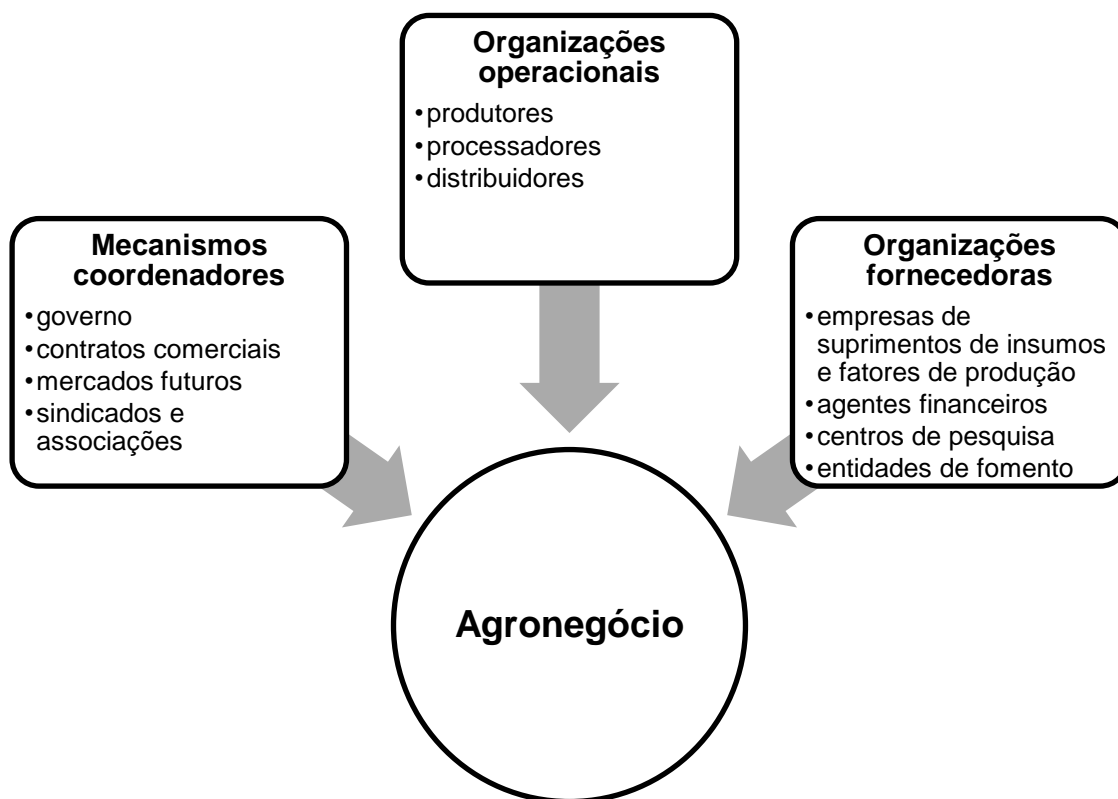 Organizações
operacionais
•produtores
•processadores
•distribuidores
Mecanismos
coordenadores
•governo
•contratos comerciais
•mercados futuros
•sindicados e
associações
Organizações
fornecedoras
•empresas de
suprimentos de insumos
e fatores de produção
•agentes financeiros
•centros de pesquisa
•entidades de fomento
Agronegócio